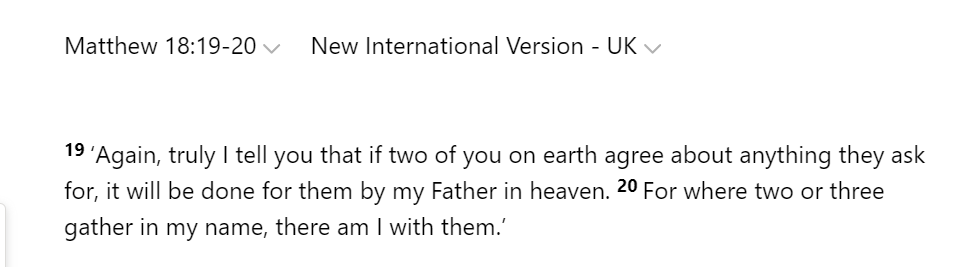 Matthew 18:19-20 New International Version - UK
19 ‘Again, truly I tell you that if two of you on earth agree about anything they ask
for, it will be done for them by my Father in heaven. 20 For where two or three
gather in my name, there am I with them.’